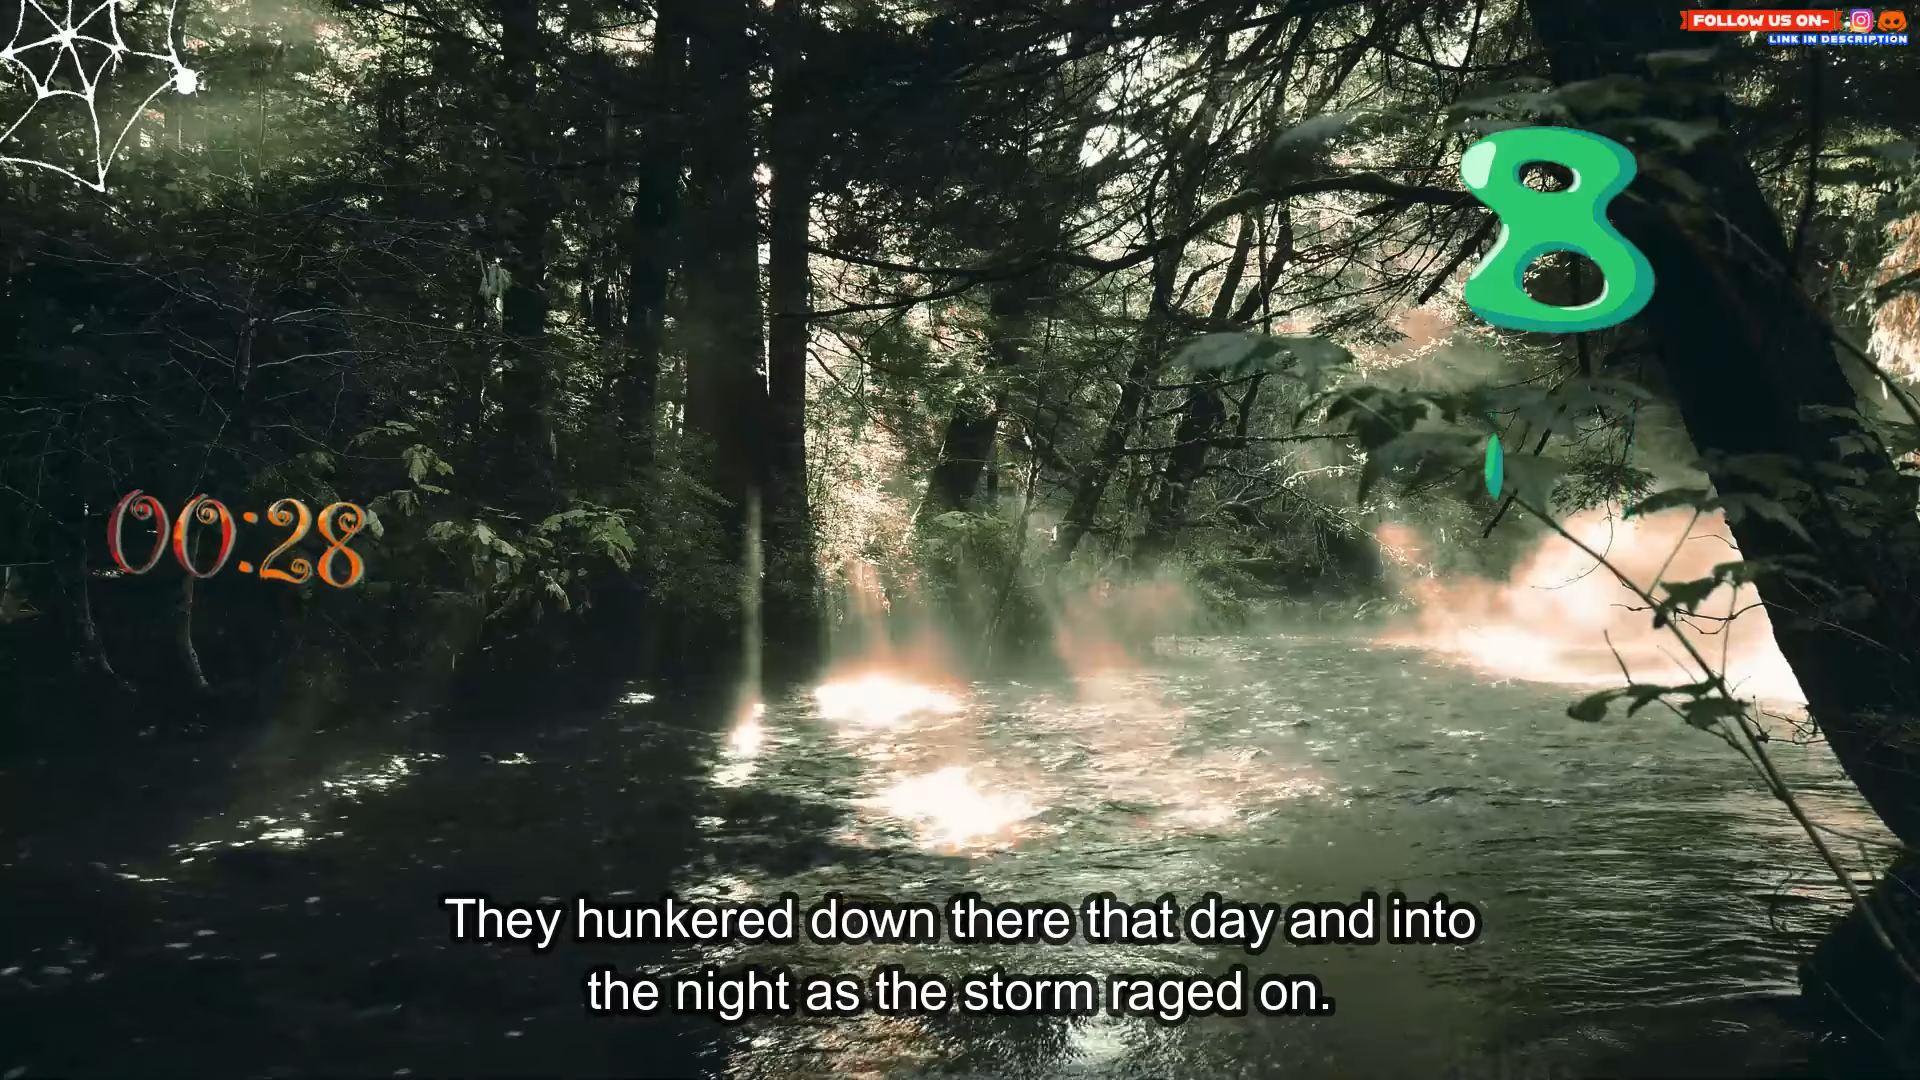 FOLLOW US ON-
LINK IN DESCRIPTION
8
00:28
They hunkered down there that day and into
the night as the storm raged on.